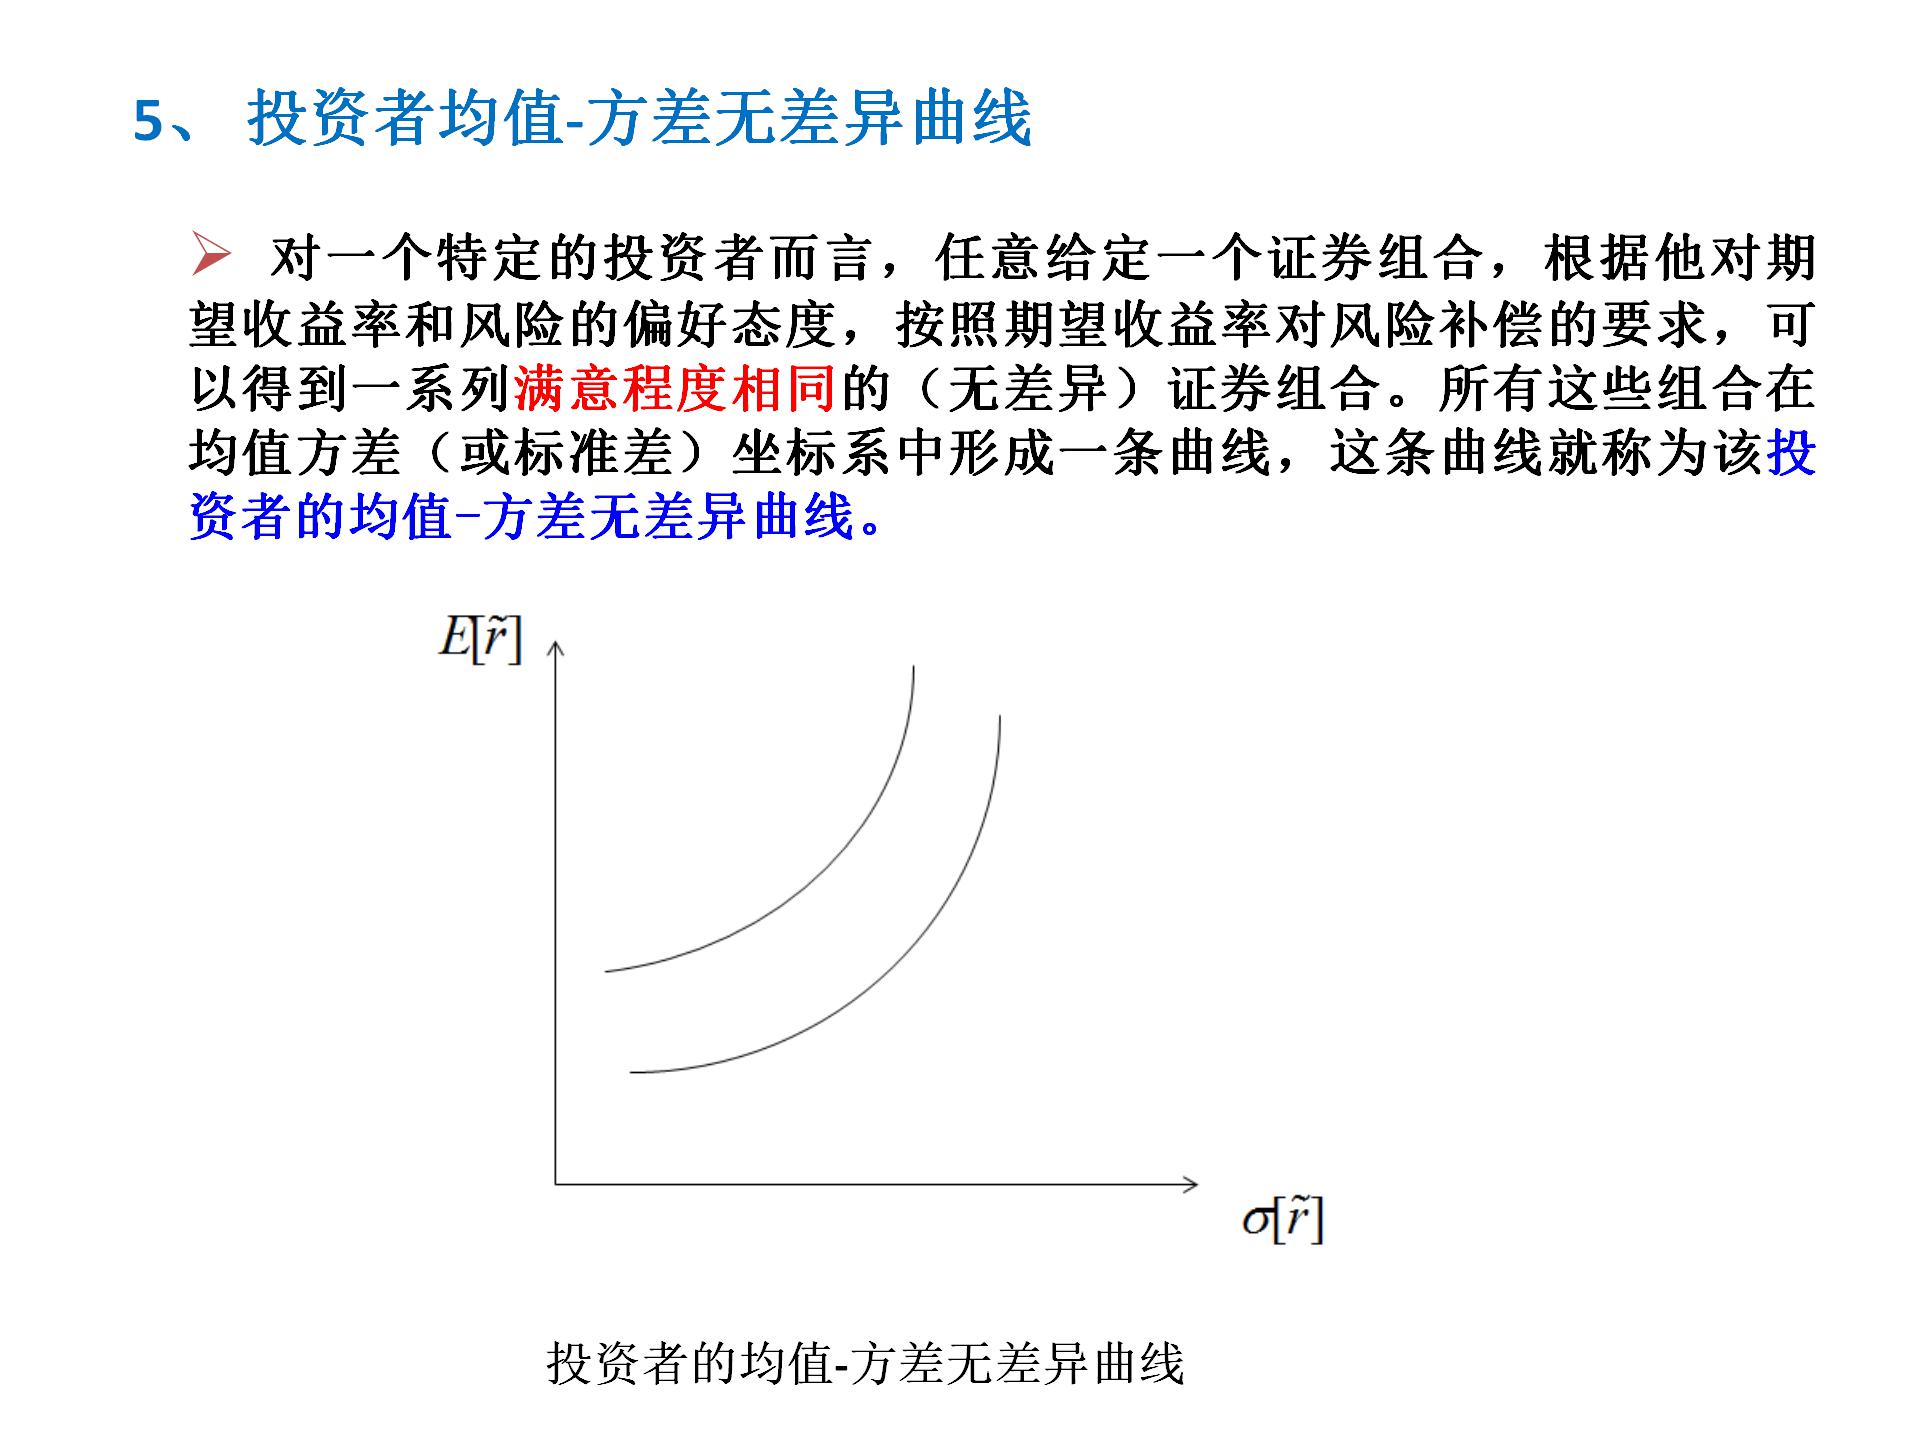 5、 投资者均值-方差无差异曲线
➢ 对一个特定的投资者而言，任意给定一个证券组合，根据他对期
望收益率和风险的偏好态度，按照期望收益率对风险补偿的要求，可
以得到一系列满意程度相同的（无差异）证券组合。所有这些组合在
均值方差（或标准差）坐标系中形成一条曲线，这条曲线就称为该投
资者的均值-方差无差异曲线。
E[r̃]
σ[r̃]
投资者的均值-方差无差异曲线